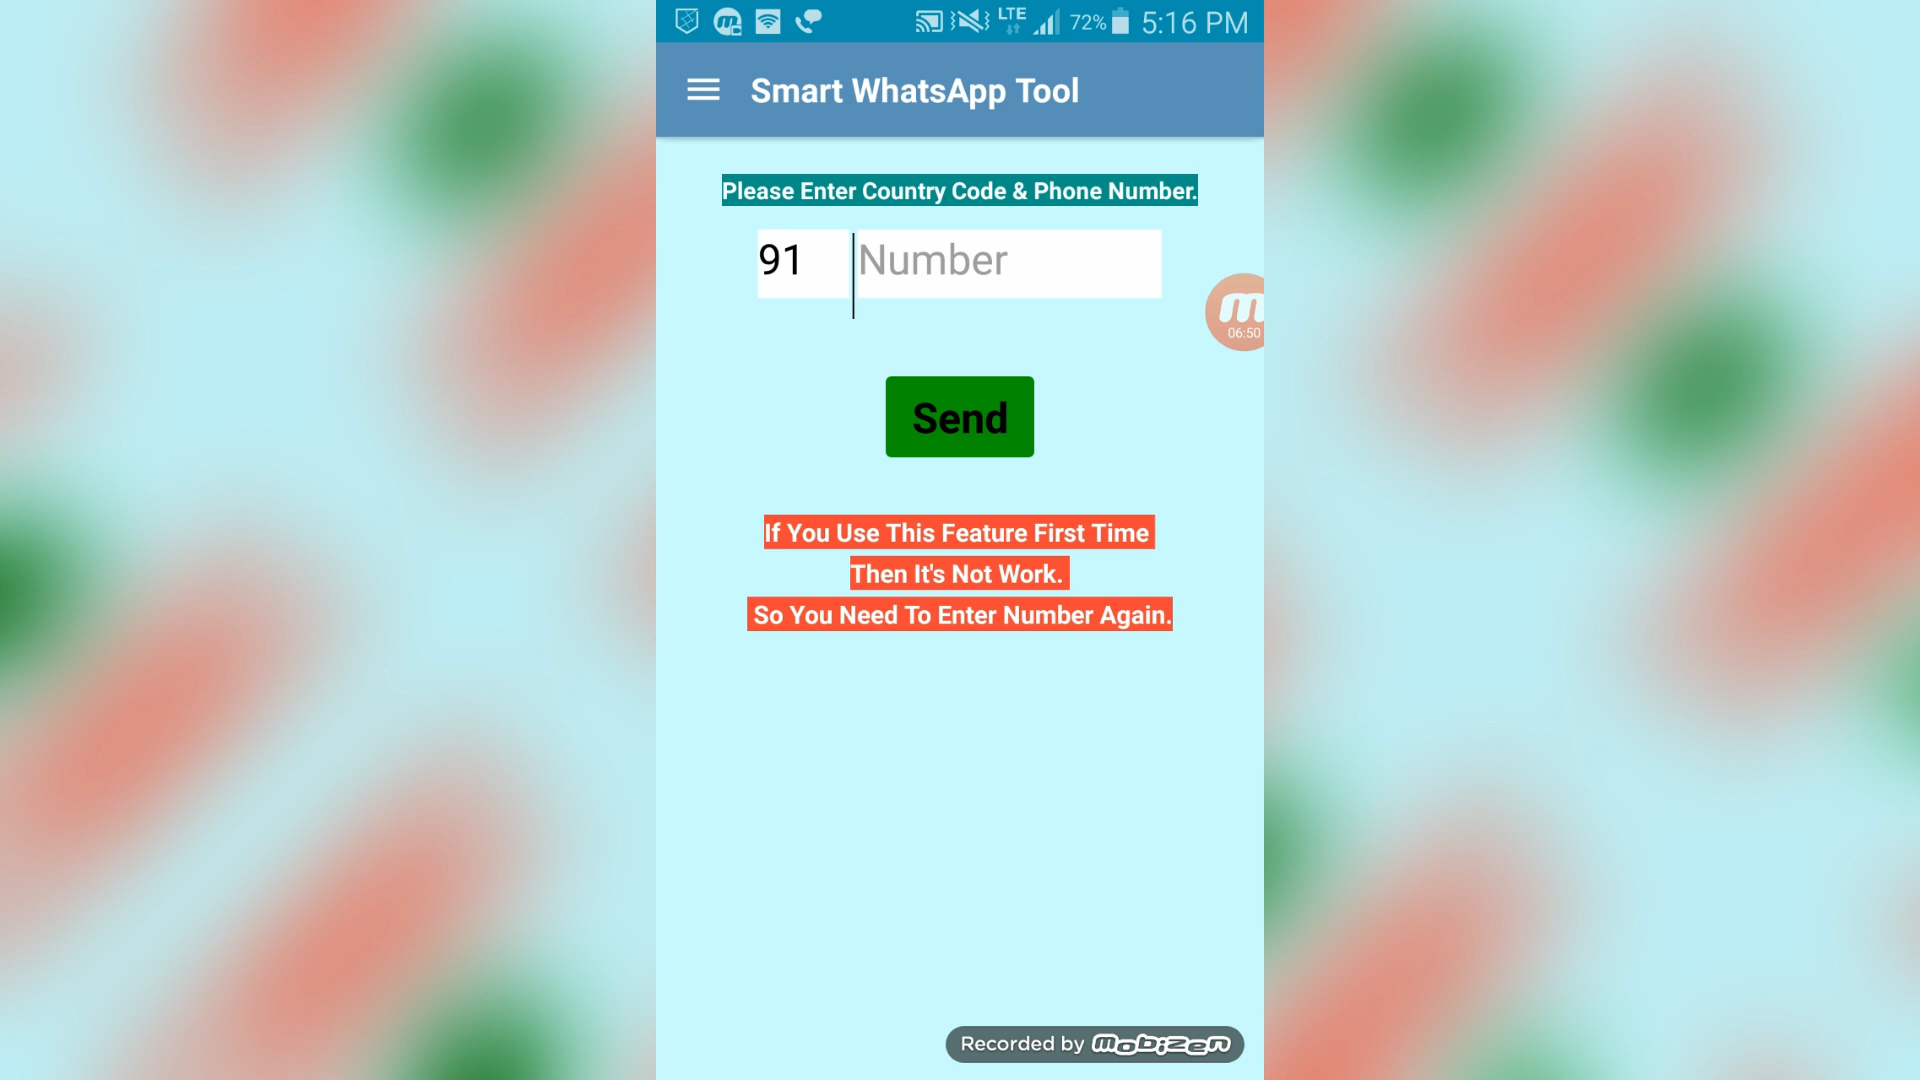 LTE 72% 5:16 PM
Smart WhatsApp Tool
Please Enter Country Code & Phone Number.
91 Number
m
06:50
Send
If You Use This Feature First Time
Then It's Not Work.
So You Need To Enter Number Again.
Recorded by mobizen